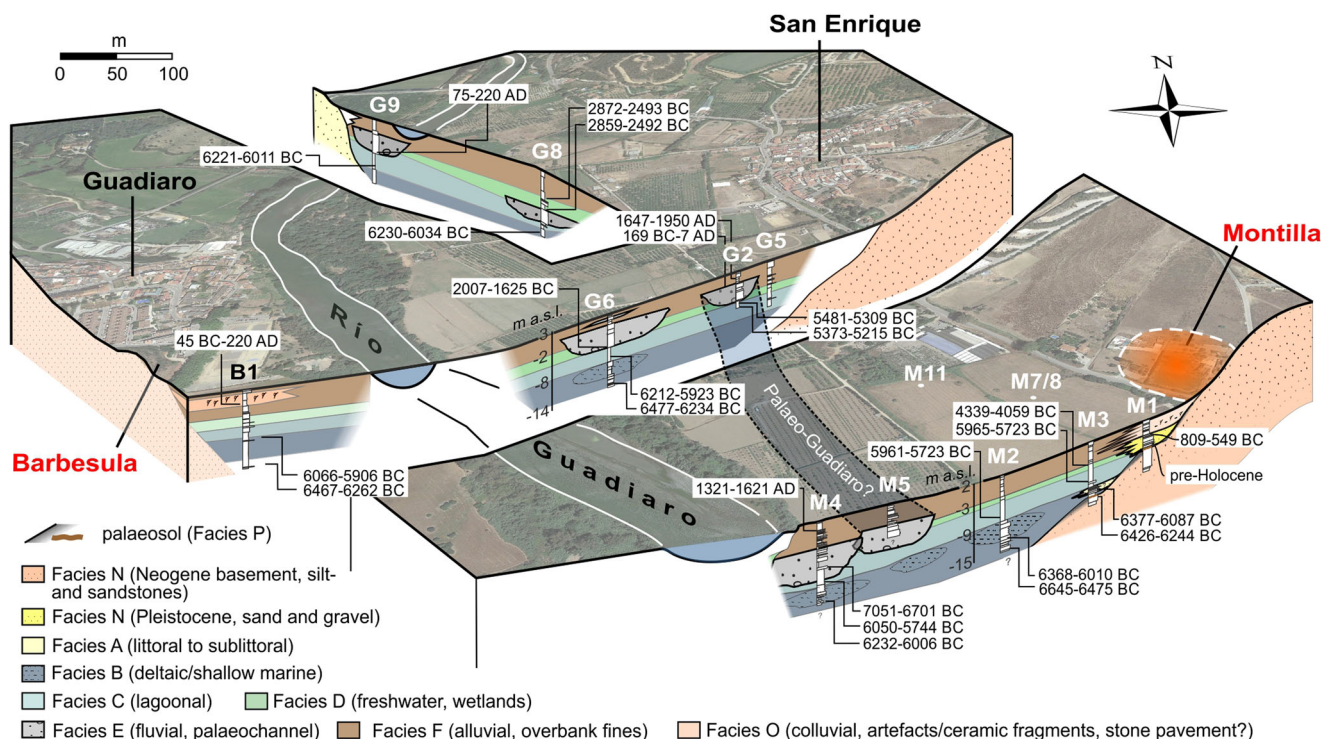 m
0 50 100
San Enrique
N
75-220 AD
G9
2872-2493 BC
2859-2492 BC
G8
6221-6011 BC
Guadiaro
6230-6034 BC
1647-1950 AD
169 BC-7 AD
G2
G5
Montilla
2007-1625 BC
G6
m a.s.l.
3
-2
-8
-14
5481-5309 BC
5373-5215 BC
Río
45 BC-220 AD
B1
6212-5923 BC
6477-6234 BC
M11
M7/8
Palaeo-Guadiaro?
4339-4059 BC
5965-5723 BC
M3
M1
809-549 BC
pre-Holocene
Barbesula
6066-5906 BC
6467-6262 BC
Guadiaro
5961-5723 BC
M2
m a.s.l.
2
-3
-9
-15
1321-1621 AD
M4
M5
?
6377-6087 BC
6426-6244 BC
6368-6010 BC
6645-6475 BC
?
7051-6701 BC
6050-5744 BC
6232-6006 BC
?
palaeosol (Facies P)
Facies N (Neogene basement, silt-
and sandstones)
Facies N (Pleistocene, sand and gravel)
Facies A (littoral to sublittoral)
Facies B (deltaic/shallow marine)
Facies C (lagoonal)
Facies D (freshwater, wetlands)
Facies E (fluvial, palaeochannel)
Facies F (alluvial, overbank fines)
Facies O (colluvial, artefacts/ceramic fragments, stone pavement?)